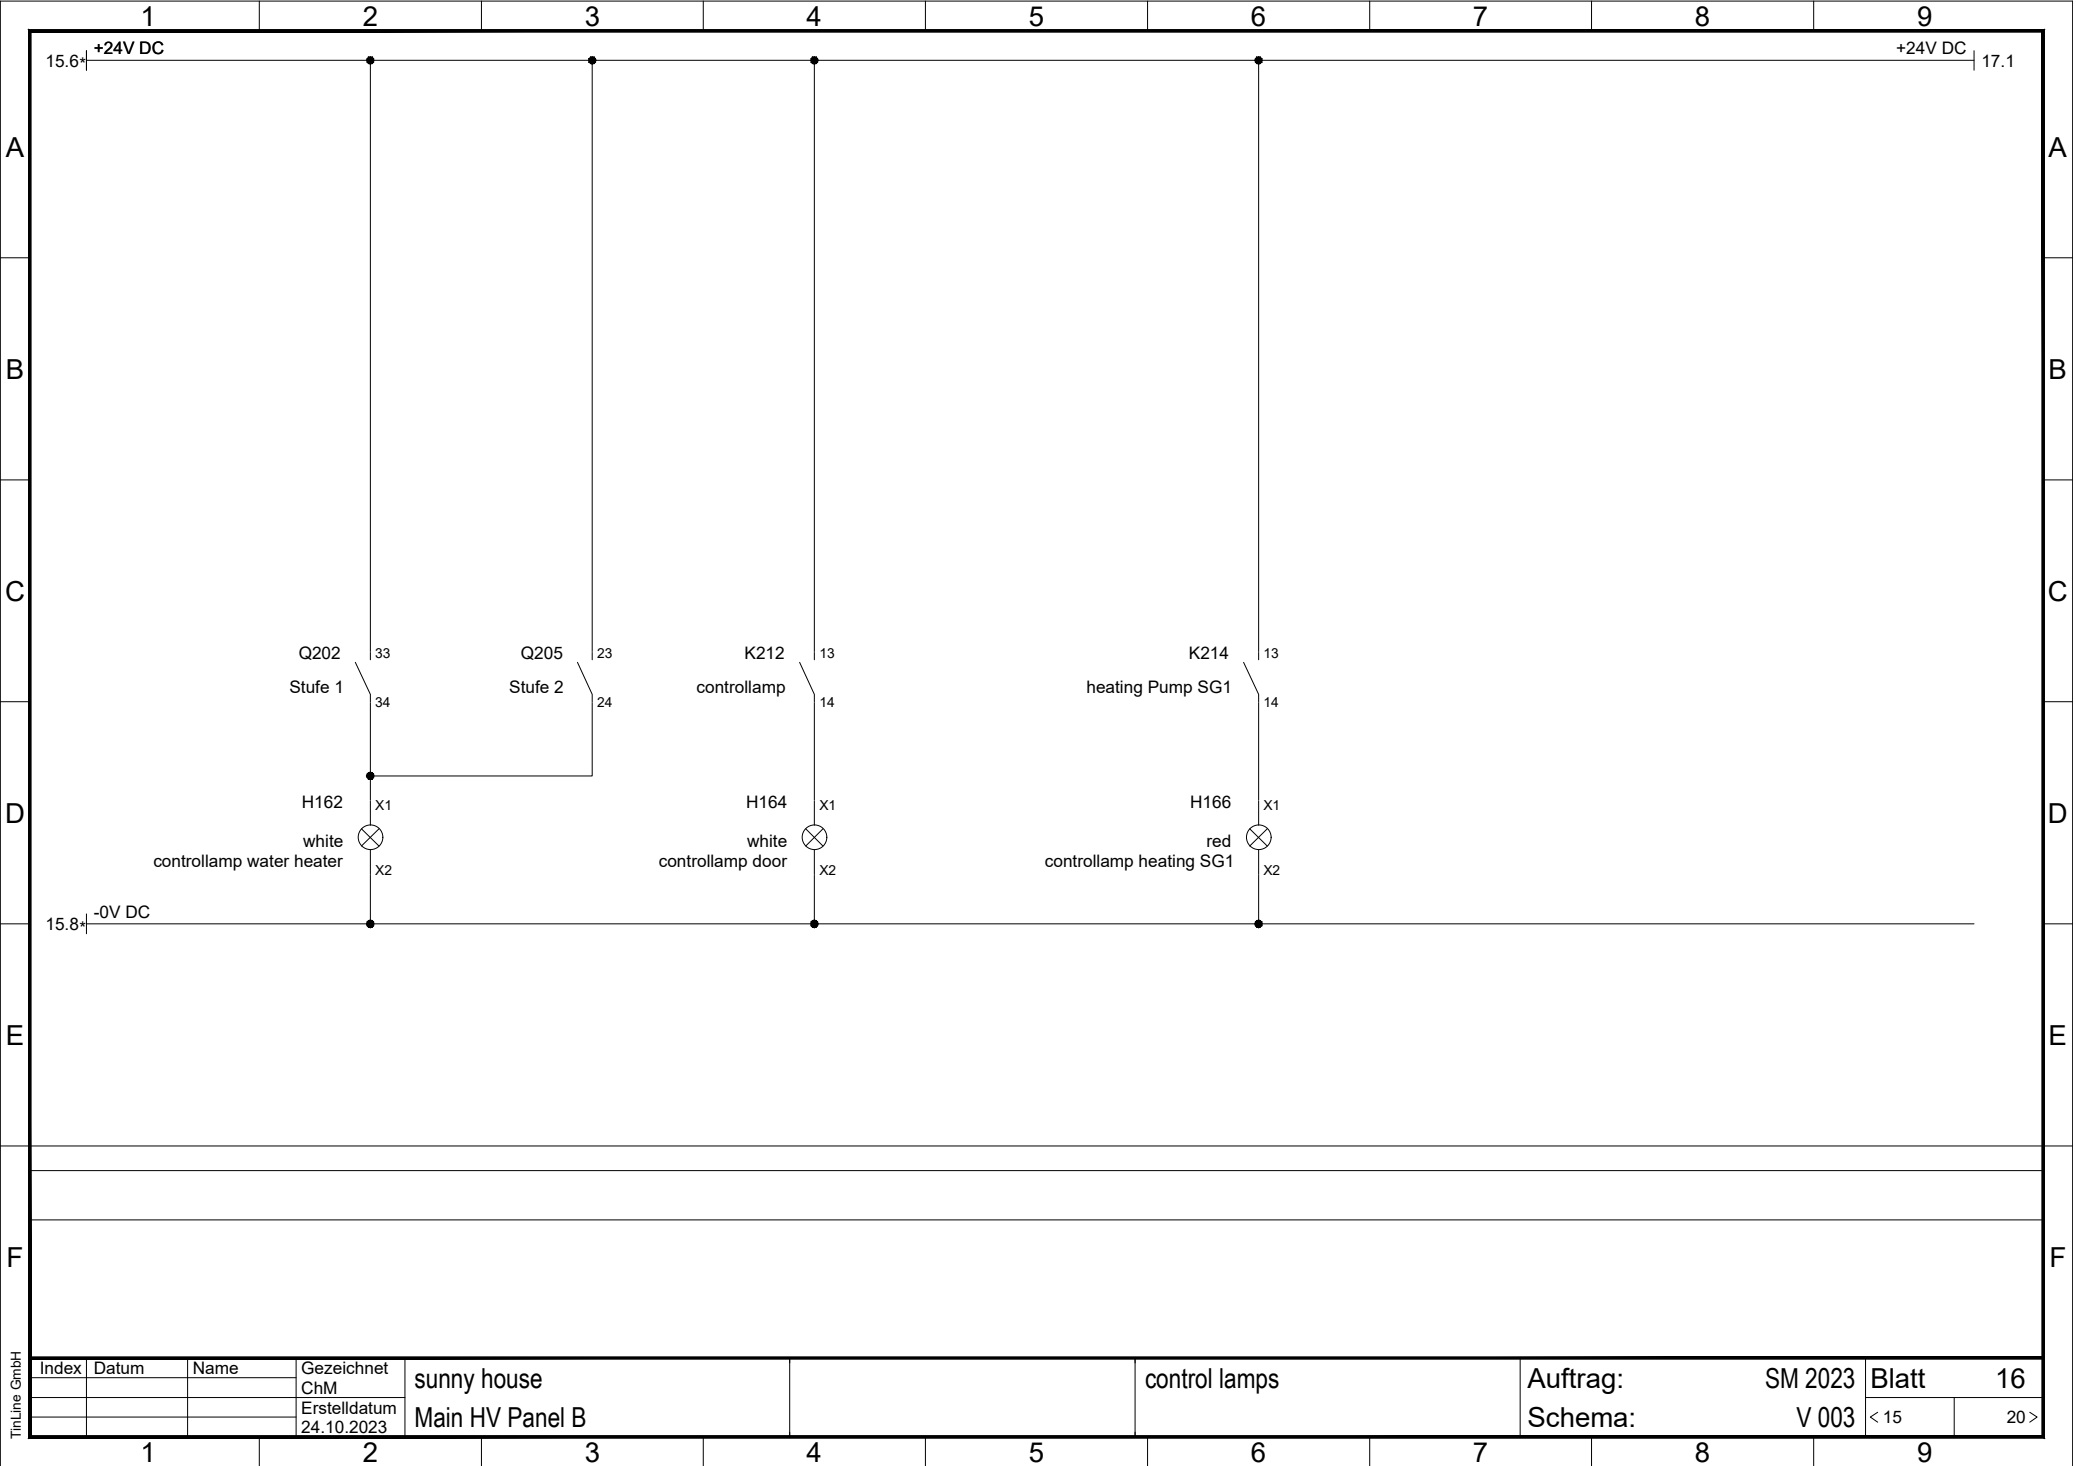 1 2 3 4 5 6 7 8 9
15.6* +24V DC +24V DC 17.1
A A
B B
C C
Q202 33 Q205 23 K212 13 K214 13
Stufe 1 Stufe 2 controllamp heating Pump SG1
34 24 14 14
H162 X1 H164 X1 H166 X1
D D
white white red
controllamp water heater controllamp door controllamp heating SG1
X2 X2 X2
15.8* -0V DC
E E
F F
TinLine GmbH
Index Datum Name Gezeichnet
ChM
Erstelldatum
24.10.2023
sunny house
Main HV Panel B
control lamps
Auftrag: SM 2023
Schema: V 003
Blatt 16
< 15 20 >
1 2 3 4 5 6 7 8 9